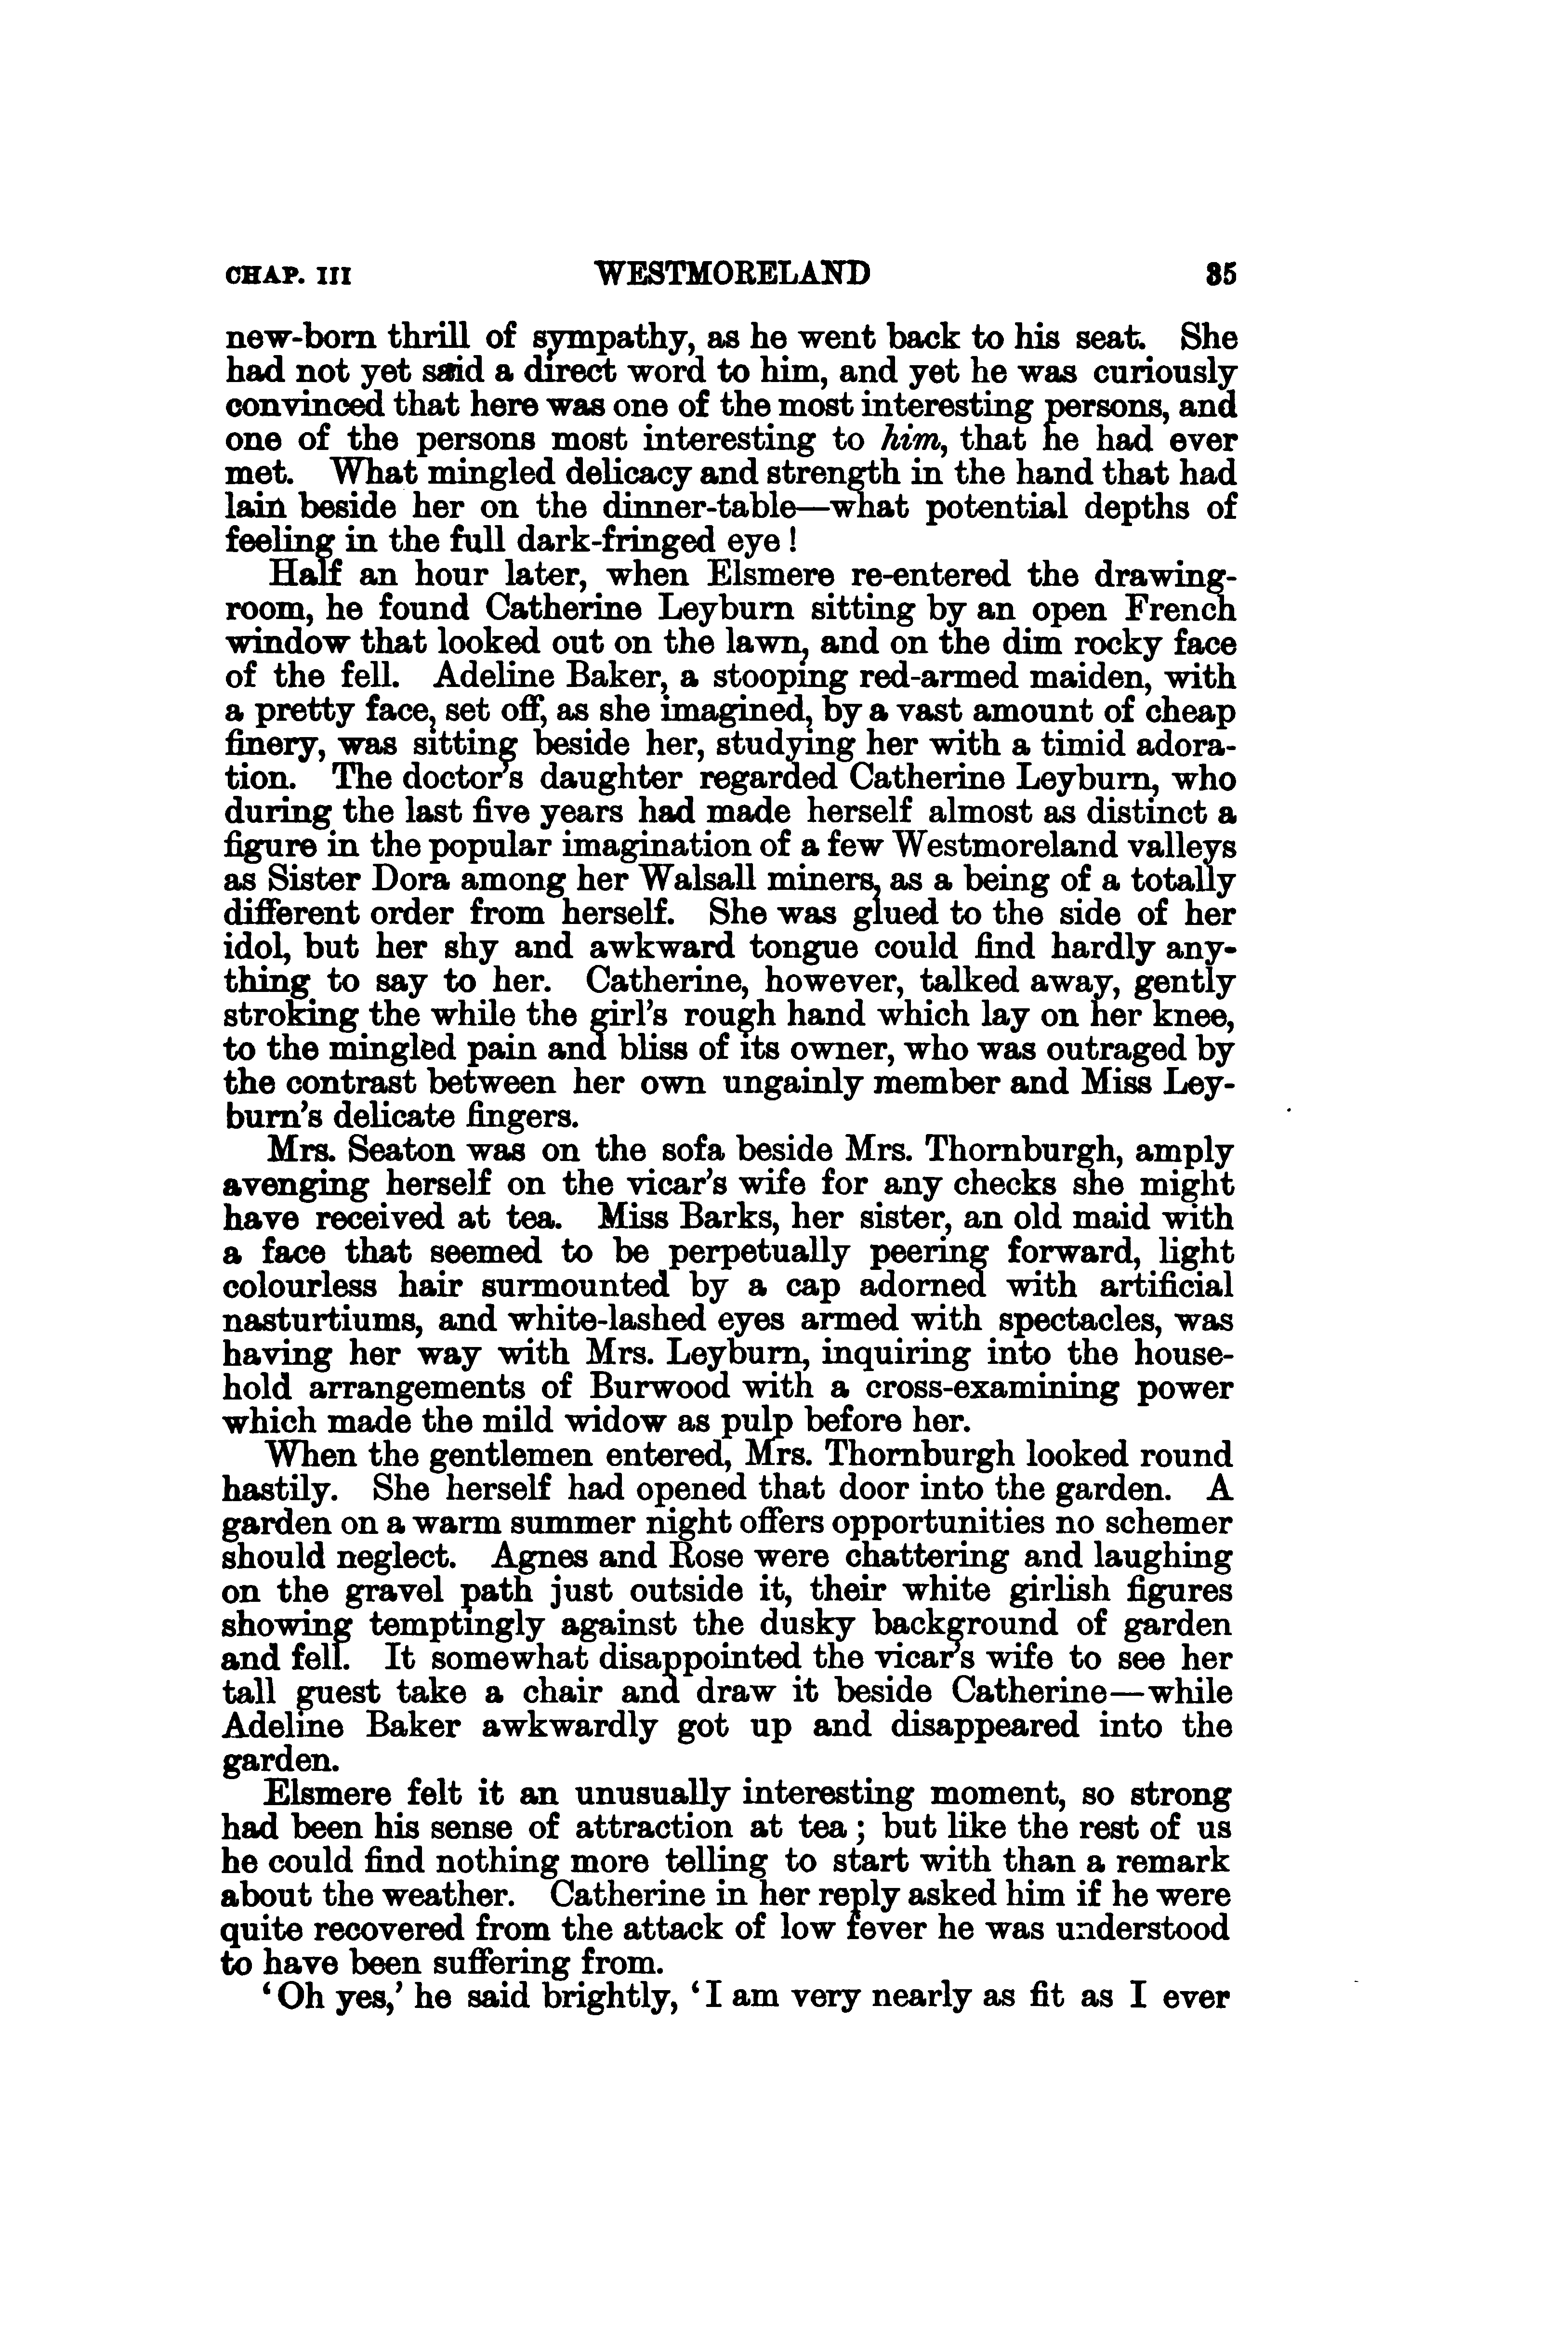 CHAP. III WESTMORELAND 35
new-born thrill of sympathy, as he went back to his seat. She
had not yet said a direct word to him, and yet he was curiously
convinced that here was one of the most interesting persons, and
one of the persons most interesting to him, that he had ever
met. What mingled delicacy and strength in the hand that had
lain beside her on the dinner-table—what potential depths of
feeling in the full dark-fringed eye!
Half an hour later, when Elsmere re-entered the drawing-
room, he found Catherine Leyburn sitting by an open French
window that looked out on the lawn, and on the dim rocky face
of the fell. Adeline Baker, a stooping red-armed maiden, with
a pretty face, set off, as she imagined, by a vast amount of cheap
finery, was sitting beside her, studying her with a timid adora-
tion. The doctor's daughter regarded Catherine Leyburn, who
during the last five years had made herself almost as distinct a
figure in the popular imagination of a few Westmoreland valleys
as Sister Dora among her Walsall miners, as a being of a totally
different order from herself. She was glued to the side of her
idol, but her shy and awkward tongue could find hardly any-
thing to say to her. Catherine, however, talked away, gently
stroking the while the girl's rough hand which lay on her knee,
to the mingled pain and bliss of its owner, who was outraged by
the contrast between her own ungainly member and Miss Ley-
burn's delicate fingers.
Mrs. Seaton was on the sofa beside Mrs. Thornburgh, amply
avenging herself on the vicar's wife for any checks she might
have received at tea. Miss Barks, her sister, an old maid with
a face that seemed to be perpetually peering forward, light
colourless hair surmounted by a cap adorned with artificial
nasturtiums, and white-lashed eyes armed with spectacles, was
having her way with Mrs. Leyburn, inquiring into the house-
hold arrangements of Burwood with a cross-examining power
which made the mild widow as pulp before her.
When the gentlemen entered, Mrs. Thornburgh looked round
hastily. She herself had opened that door into the garden. A
garden on a warm summer night offers opportunities no schemer
should neglect. Agnes and Rose were chattering and laughing
on the gravel path just outside it, their white girlish figures
showing temptingly against the dusky background of garden
and fell. It somewhat disappointed the vicar's wife to see her
tall guest take a chair and draw it beside Catherine—while
Adeline Baker awkwardly got up and disappeared into the
garden.
Elsmere felt it an unusually interesting moment, so strong
had been his sense of attraction at tea; but like the rest of us
he could find nothing more telling to start with than a remark
about the weather. Catherine in her reply asked him if he were
quite recovered from the attack of low fever he was understood
to have been suffering from.
'Oh yes,' he said brightly, 'I am very nearly as fit as I ever